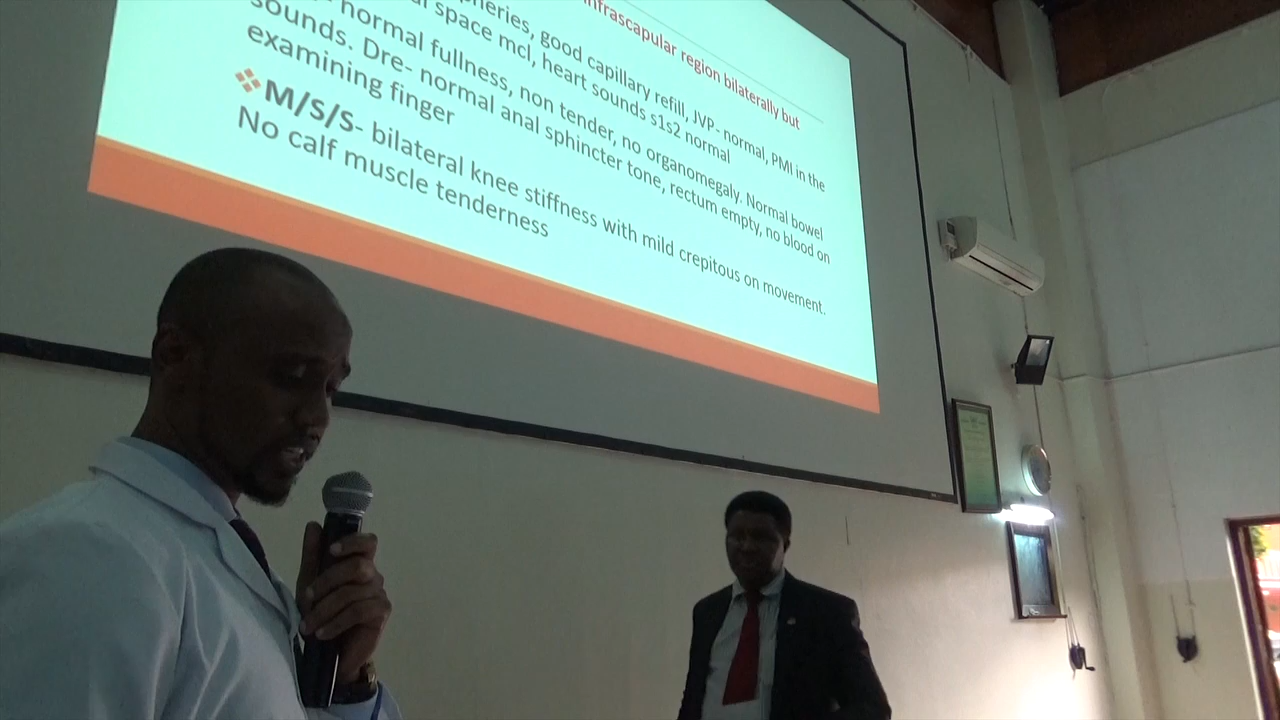 infrascapular region bilaterally but
pheries, good capillary refill, JVP- normal, PMI in the
space mcl, heart sounds s1s2 normal
normal fullness, non tender, no organomegaly. Normal bowel
sounds. Dre- normal anal sphincter tone, rectum empty, no blood on
examining finger
M/S/S- bilateral knee stiffness with mild crepitous on movement.
No calf muscle tenderness